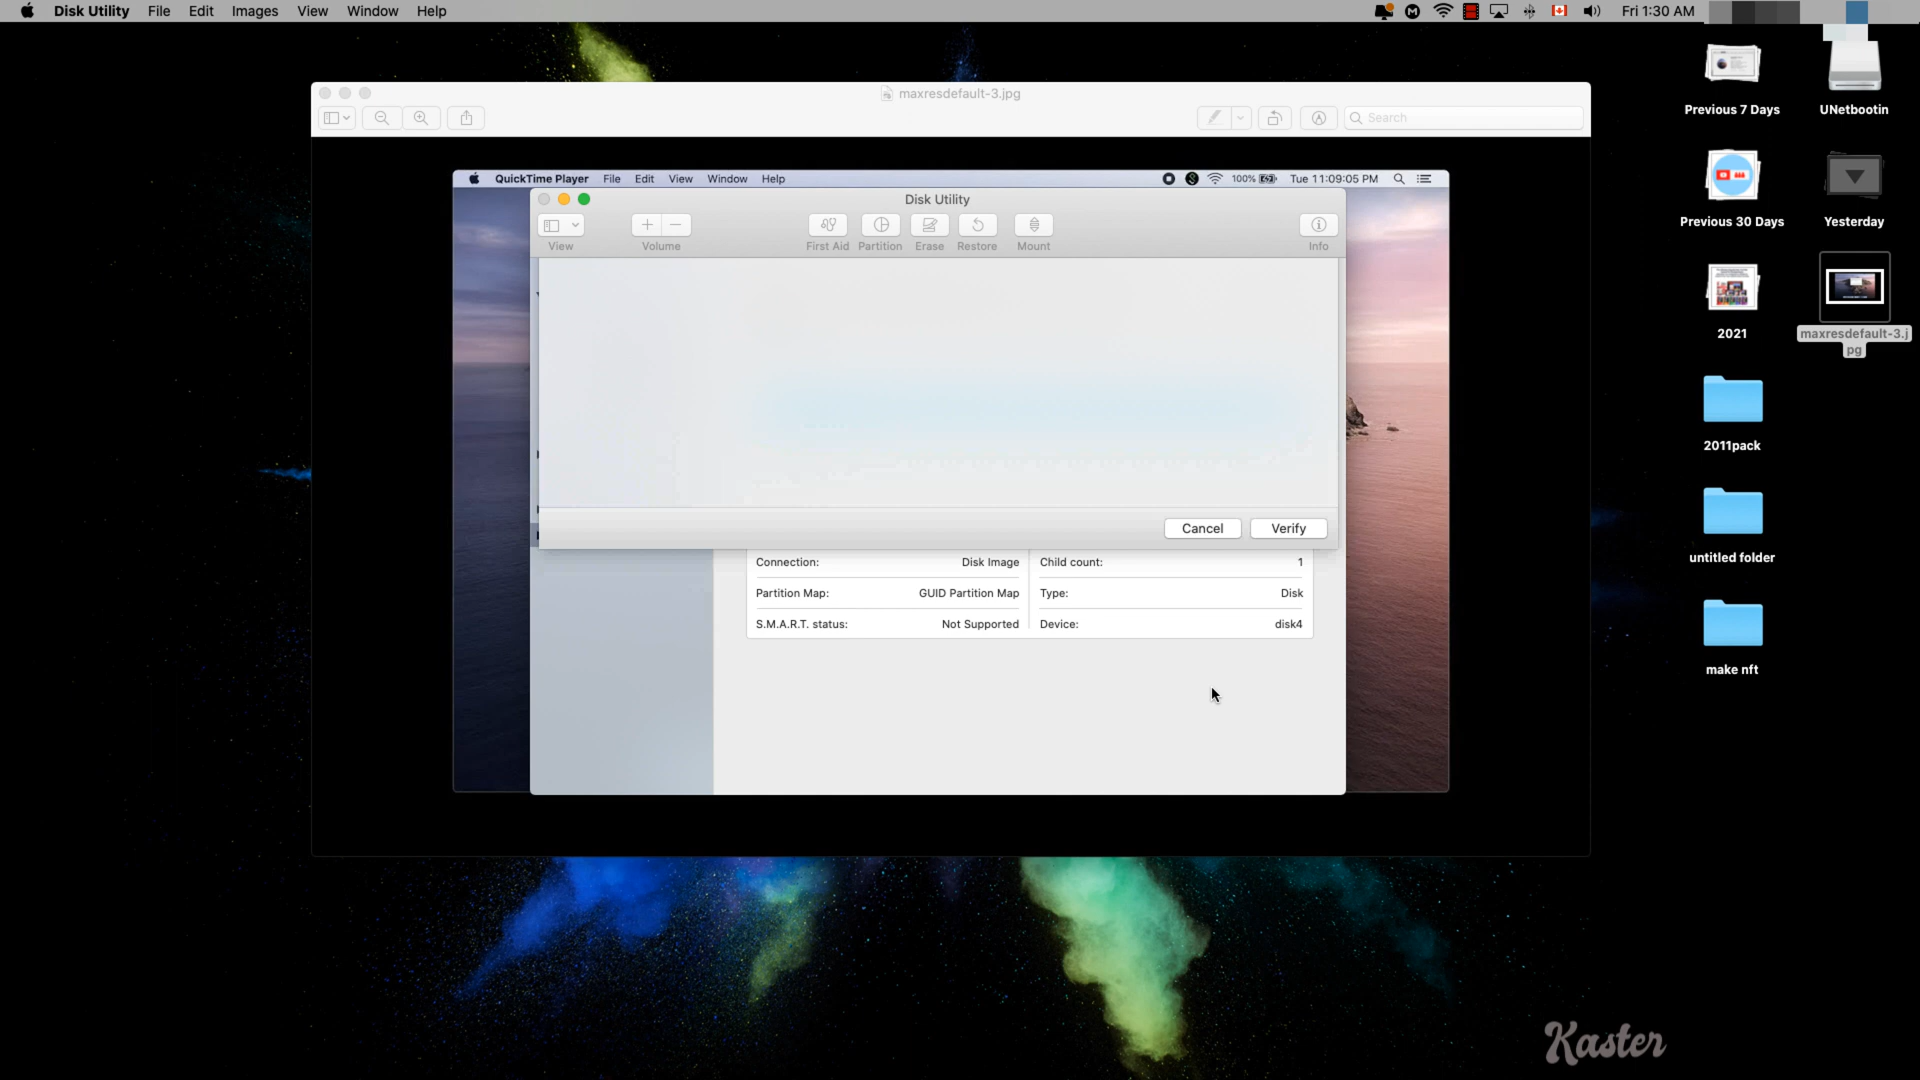 Disk Utility File Edit Images View Window Help Fri 1:30 AM
maxresdefault-3.jpg
Search
QuickTime Player File Edit View Window Help 100% Tue 11:09:05 PM
Disk Utility
View Volume First Aid Partition Erase Restore Mount Info
Cancel Verify
Connection: Disk Image Child count: 1
Partition Map: GUID Partition Map Type: Disk
S.M.A.R.T. status: Not Supported Device: disk4
Previous 7 Days UNetbootin
Previous 30 Days Yesterday
2021 maxresdefault-3.j
pg
2011pack
untitled folder
make nft
Kaster